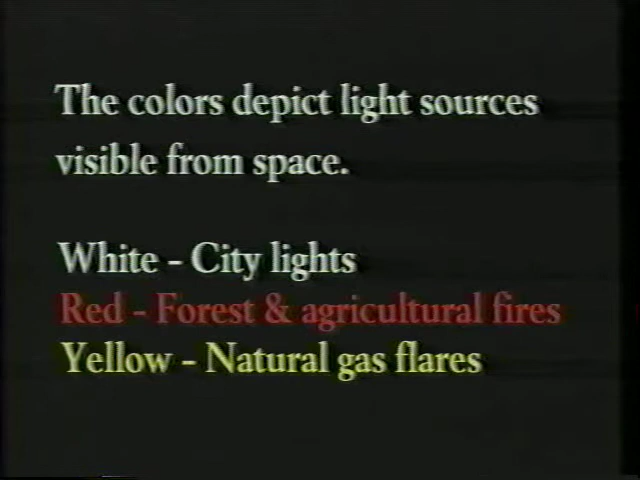 The colors depict light sources
visible from space.
White - City lights
Red - Forest & agricultural fires
Yellow - Natural gas flares